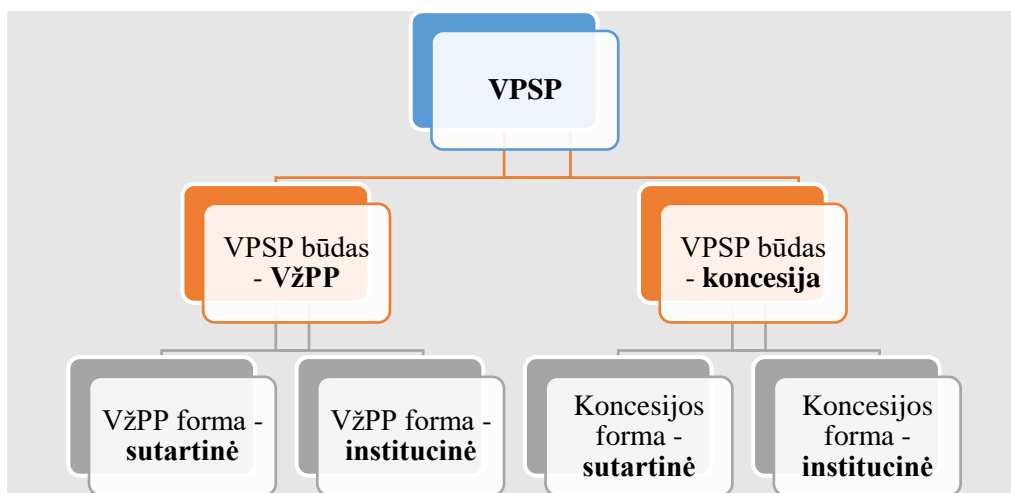 VPSP
VPSP būdas
- VžPP
VPSP būdas
- koncesija
VžPP forma -
sutartinė
VžPP forma -
institucinė
Koncesijos
forma -
sutartinė
Koncesijos
forma -
institucinė